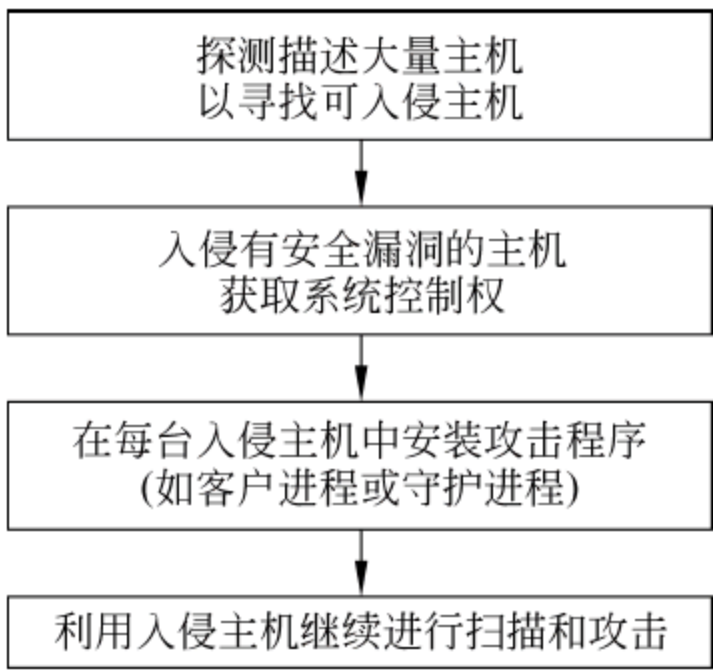 探测描述大量主机
以寻找可入侵主机
入侵有安全漏洞的主机
获取系统控制权
在每台入侵主机中安装攻击程序
(如客户进程或守护进程)
利用入侵主机继续进行扫描和攻击